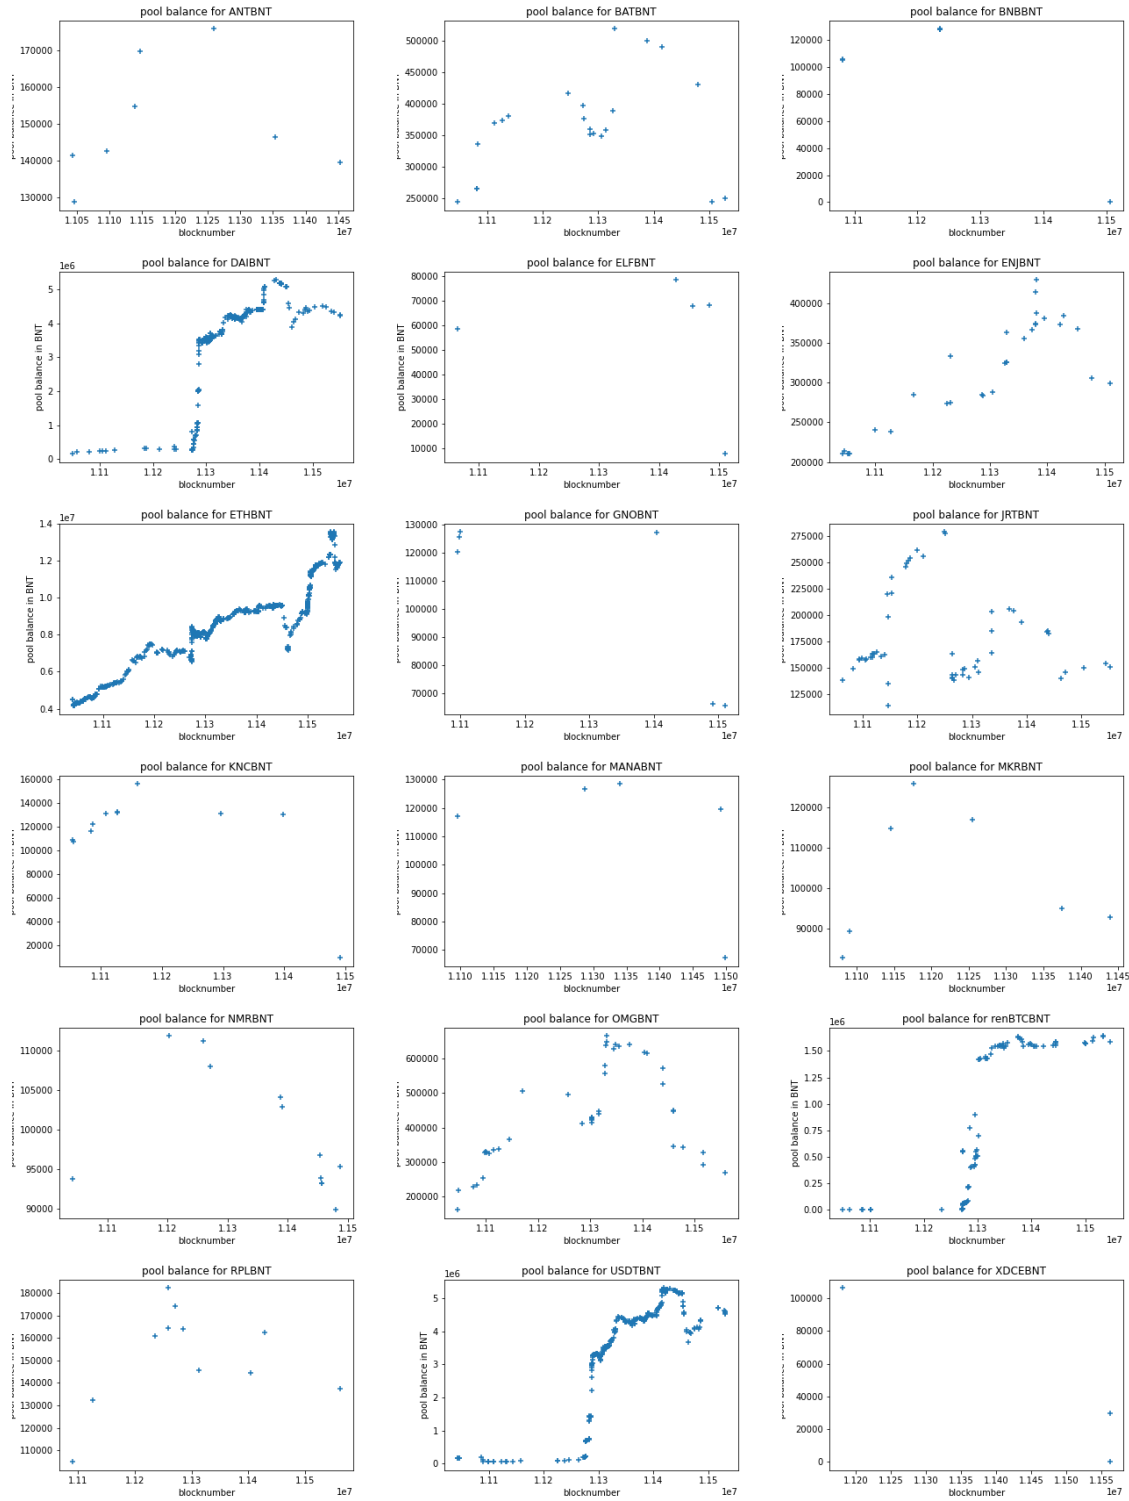 pool balance for ANTBNT
170000
160000
150000
140000
130000
1.105 1.110 1.115 1.120 1.125 1.130 1.135 1.140 1.145
blocknumber
1e7
pool balance for BATBNT
500000
450000
400000
350000
300000
250000
1.11 1.12 1.13 1.14 1.15
blocknumber
1e7
pool balance for BNBBNT
120000
100000
80000
60000
40000
20000
0
1.11 1.12 1.13 1.14 1.15
blocknumber
1e7
pool balance for DAIBNT
1e6
pool balance in BNT
5
4
3
2
1
0
1.11 1.12 1.13 1.14 1.15
blocknumber
1e7
pool balance for ELFBNT
pool balance in BNT
80000
70000
60000
50000
40000
30000
20000
10000
1.11 1.12 1.13 1.14 1.15
blocknumber
1e7
pool balance for ENJBNT
pool balance in BNT
400000
350000
300000
250000
200000
1.11 1.12 1.13 1.14 1.15
blocknumber
1e7
pool balance for ETHBNT
1e7
pool balance in BNT
1.4
1.2
1.0
0.8
0.6
0.4
1.11 1.12 1.13 1.14 1.15
blocknumber
1e7
pool balance for GNOBNT
130000
120000
110000
100000
90000
80000
70000
1.11 1.12 1.13 1.14 1.15
blocknumber
1e7
pool balance for JRTBNT
275000
250000
225000
200000
175000
150000
125000
1.11 1.12 1.13 1.14 1.15
blocknumber
1e7
pool balance for KNCBNT
160000
140000
120000
100000
80000
60000
40000
20000
1.11 1.12 1.13 1.14 1.15
blocknumber
1e7
pool balance for MANABNT
130000
120000
110000
100000
90000
80000
70000
1.110 1.115 1.120 1.125 1.130 1.135 1.140 1.145 1.150
blocknumber
1e7
pool balance for MKRBNT
120000
110000
100000
90000
1.110 1.115 1.120 1.125 1.130 1.135 1.140 1.145
blocknumber
1e7
pool balance for NMRBNT
110000
105000
100000
95000
90000
1.11 1.12 1.13 1.14 1.15
blocknumber
1e7
pool balance for OMGBNT
600000
500000
400000
300000
200000
1.11 1.12 1.13 1.14 1.15
blocknumber
1e7
pool balance for renBTCBNT
1e6
pool balance in BNT
1.50
1.25
1.00
0.75
0.50
0.25
0.00
1.11 1.12 1.13 1.14 1.15
blocknumber
1e7
pool balance for RPLBNT
180000
170000
160000
150000
140000
130000
120000
110000
1.11 1.12 1.13 1.14 1.15
blocknumber
1e7
pool balance for USDTBNT
1e6
pool balance in BNT
5
4
3
2
1
0
1.11 1.12 1.13 1.14 1.15
blocknumber
1e7
pool balance for XDCEBNT
100000
80000
60000
40000
20000
0
1.120 1.125 1.130 1.135 1.140 1.145 1.150 1.155
blocknumber
1e7